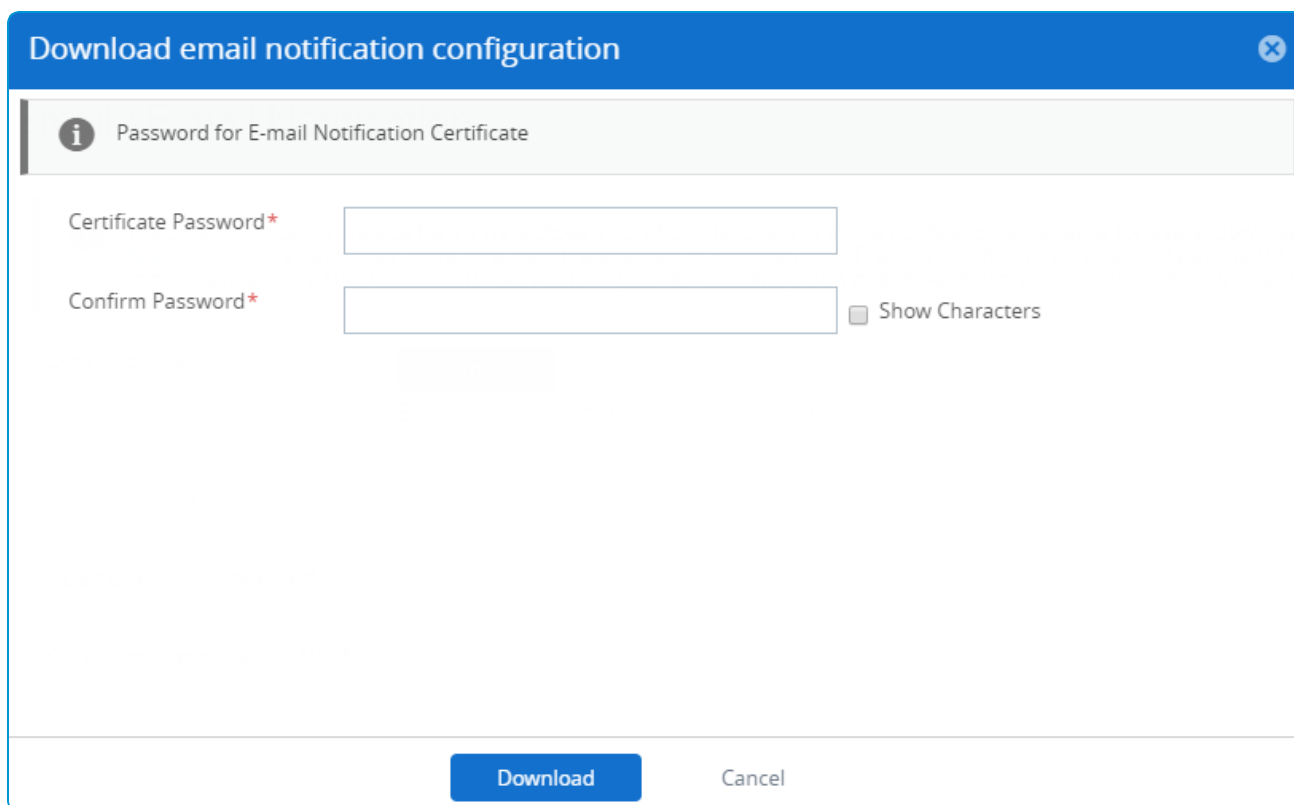 Download email notification configuration
Password for E-mail Notification Certificate
Certificate Password*
Confirm Password*
Show Characters
Download
Cancel